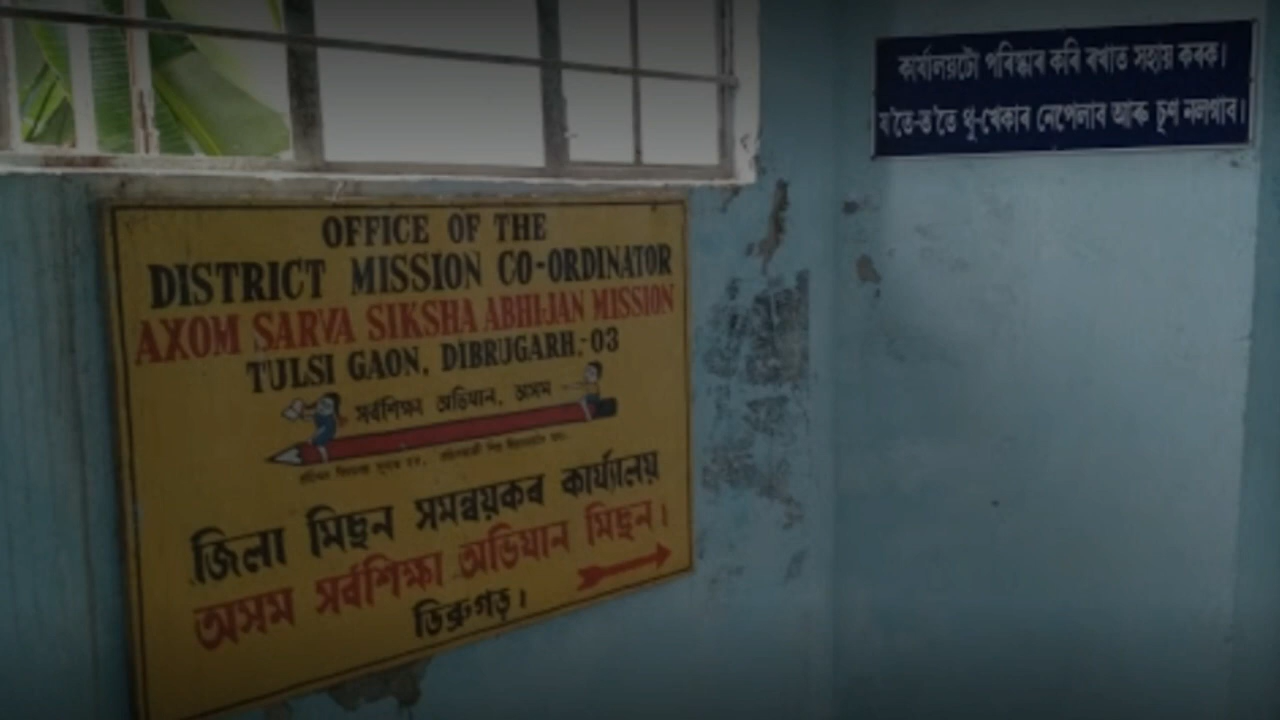 OFFICE OF THE
DISTRICT MISSION CO-ORDINATOR
AXOM SARVA SIKSHA ABHIJAN MISSION
TULSI GAON, DIBRUGARH.-03
সৰ্বশিক্ষা অভিযান, অসম
জিলা মিছন সমন্বয়কৰ কাৰ্য্যালয়
অসম সৰ্বশিক্ষা অভিযান মিছন।
ডিব্ৰুগড়।
কাৰ্যালয়টো পৰিস্কাৰ কৰি ৰখাত সহায় কৰক।
য'তে-ত'তে থু-খেকাৰ নেপেলাব আৰু চূণ নলগাব।